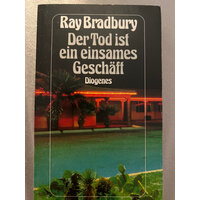 Ray Bradbury
Der Tod ist
ein einsames
Geschäft
Diogenes